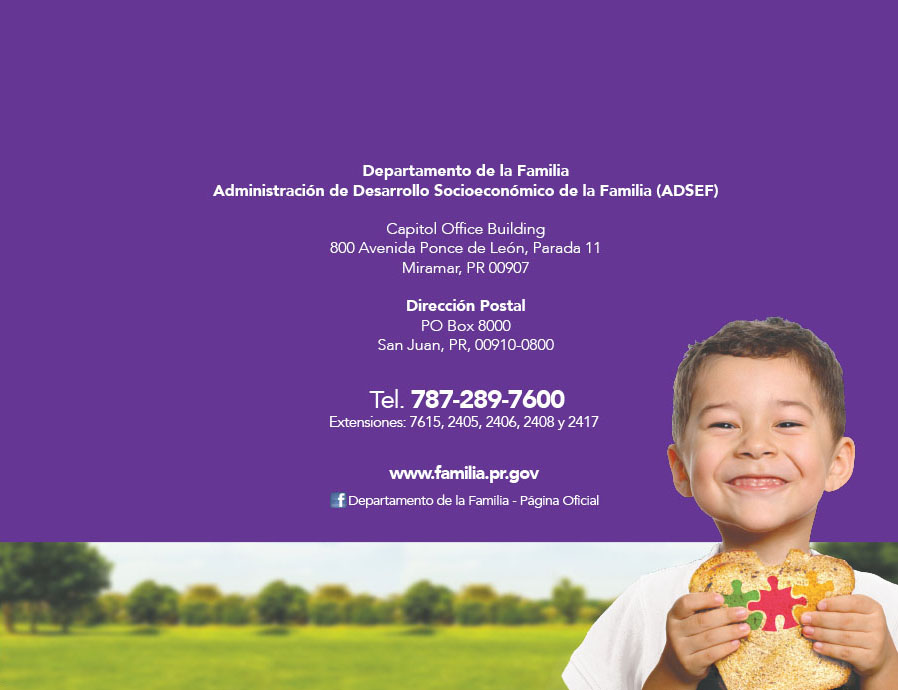 Departamento de la Familia
Administración de Desarrollo Socioeconómico de la Familia (ADSEF)
Capitol Office Building
800 Avenida Ponce de León, Parada 11
Miramar, PR 00907
Dirección Postal
PO Box 8000
San Juan, PR, 00910-0800
Tel. 787-289-7600
Extensiones: 7615, 2405, 2406, 2408 y 2417
www.familia.pr.gov
f Departamento de la Familia - Página Oficial